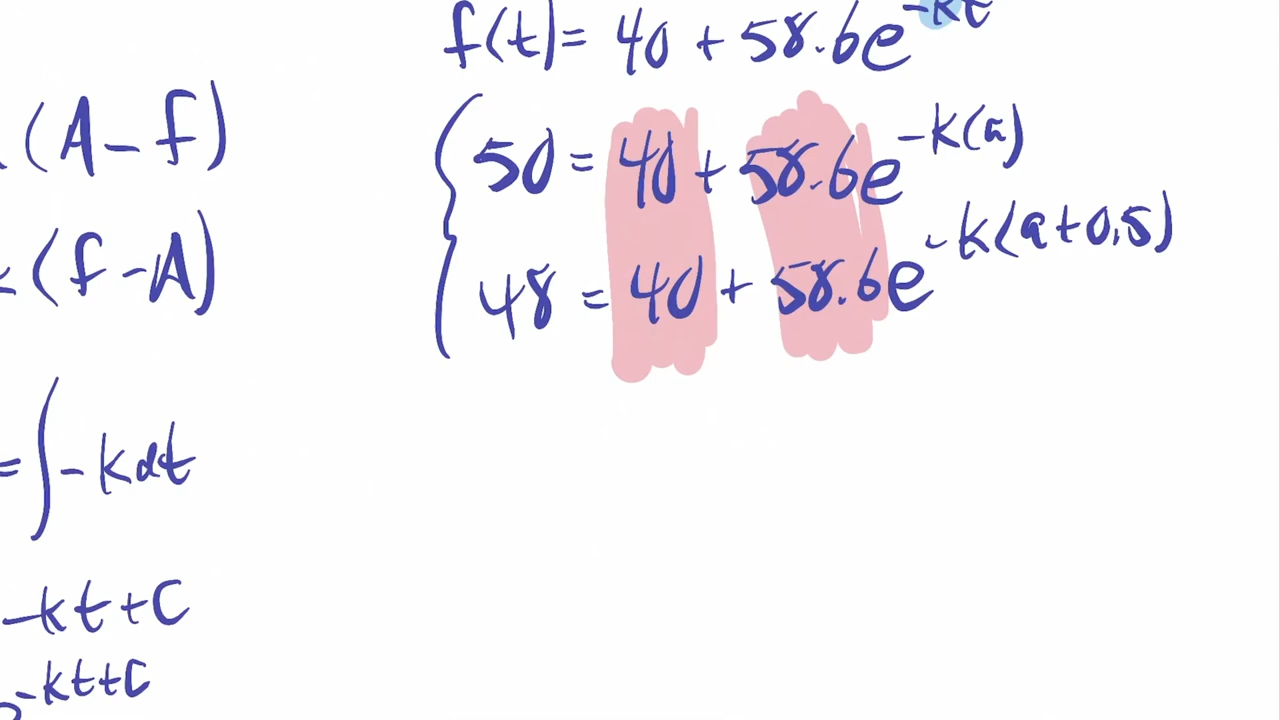 f(t) = 40 + 58.6e^{-kt}
(A - f)
50 = 40 + 58.6e^{-k(a)}
48 = 40 + 58.6e^{-k(a+0.5)}
(f - A)
= ∫ -k dt
-kt + C
-kt+C